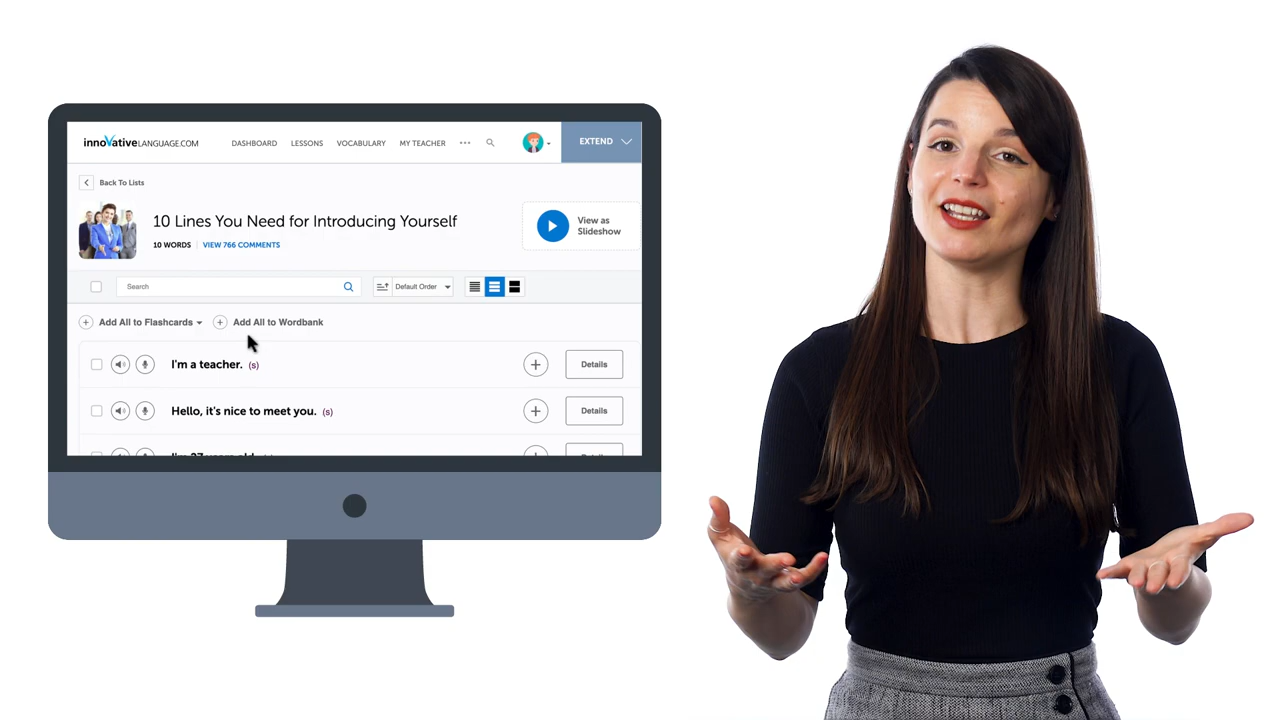 innoVative LANGUAGE.COM DASHBOARD LESSONS VOCABULARY MY TEACHER EXTEND
Back To Lists
10 Lines You Need for Introducing Yourself
10 WORDS VIEW 766 COMMENTS
View as
Slideshow
Search Default Order
Add All to Flashcards Add All to Wordbank
I'm a teacher. (s) Details
Hello, it's nice to meet you. (s) Details